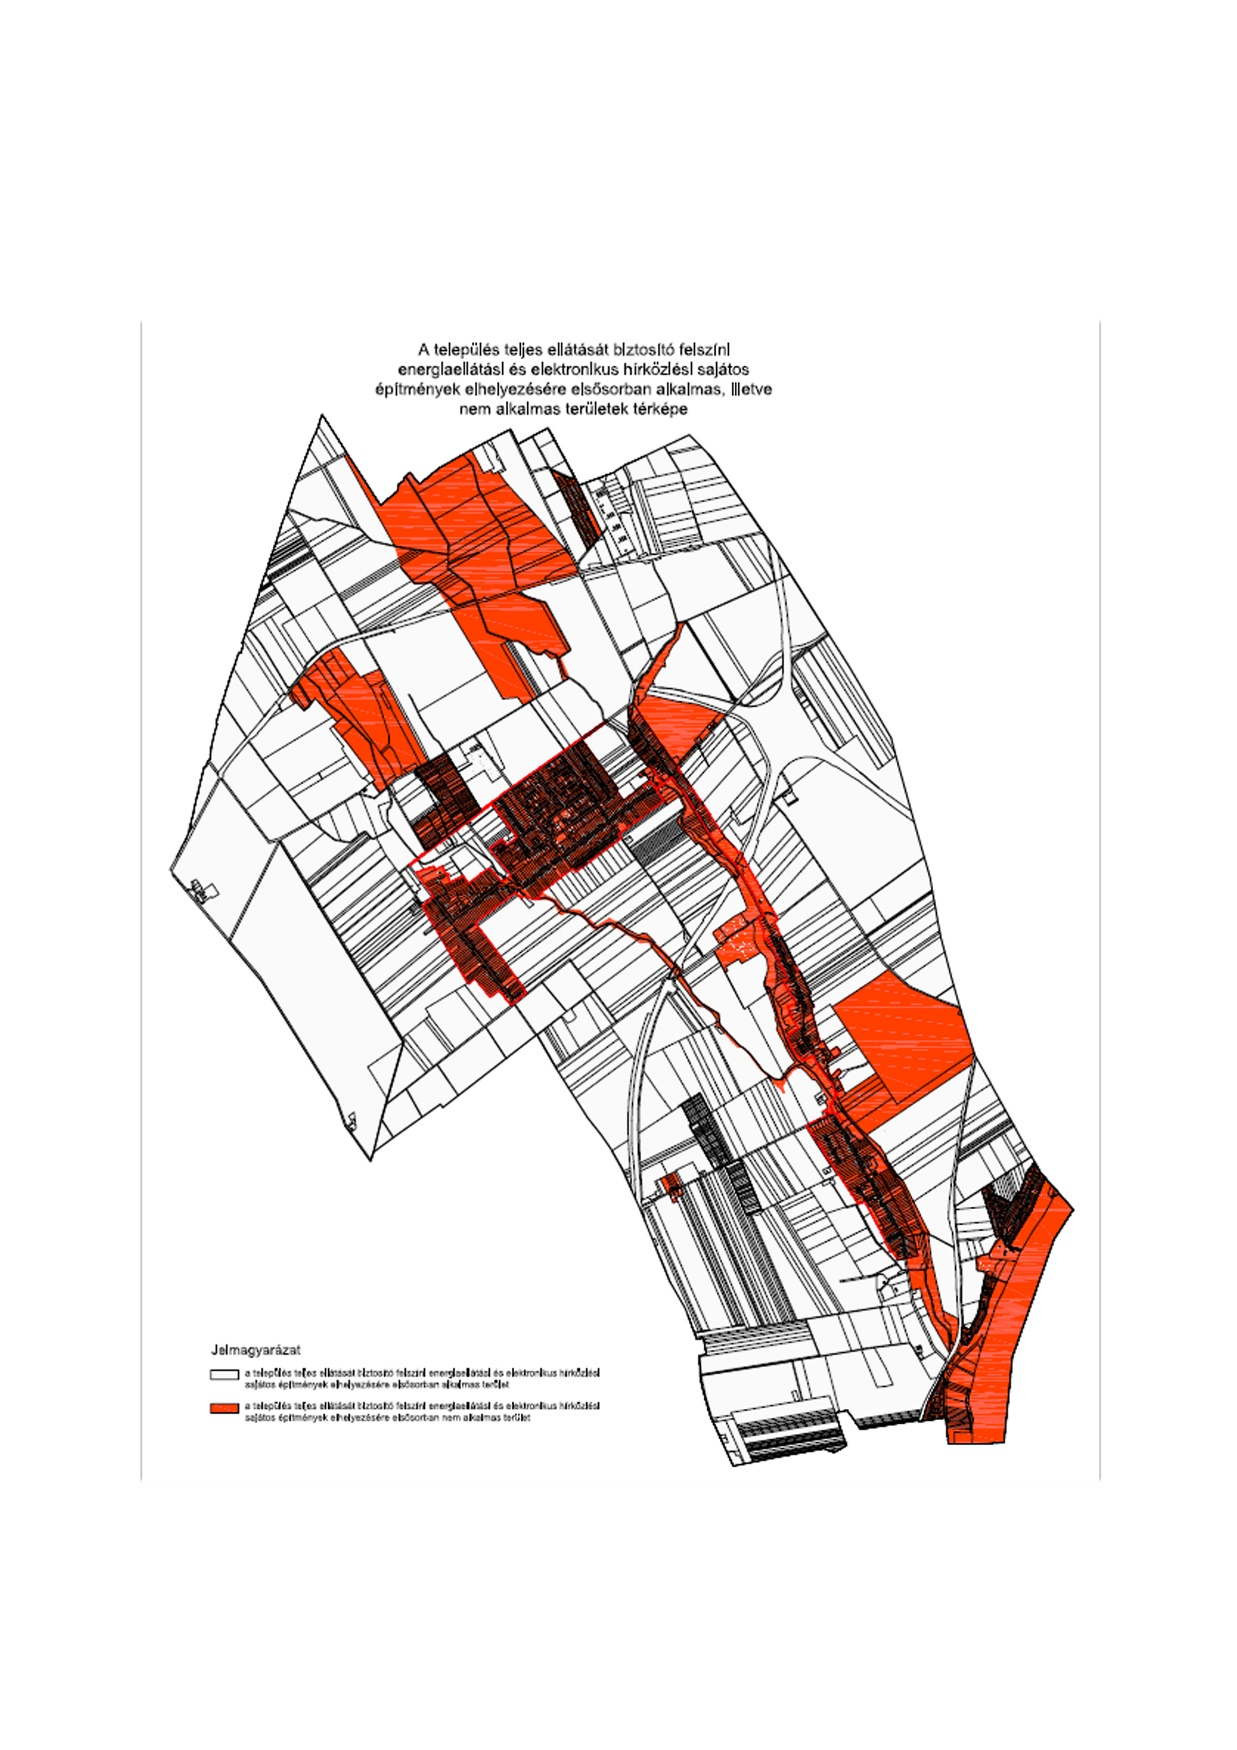 A település teljes ellátását biztosító felszíni
energiaellátási és elektronikus hírközlési sajátos
építmények elhelyezésére elsősorban alkalmas, illetve
nem alkalmas területek térképe
Jelmagyarázat
a település teljes ellátását biztosító felszíni energiaellátási és elektronikus hírközlési
sajátos építmények elhelyezésére elsősorban alkalmas terület
a település teljes ellátását biztosító felszíni energiaellátási és elektronikus hírközlési
sajátos építmények elhelyezésére elsősorban nem alkalmas terület